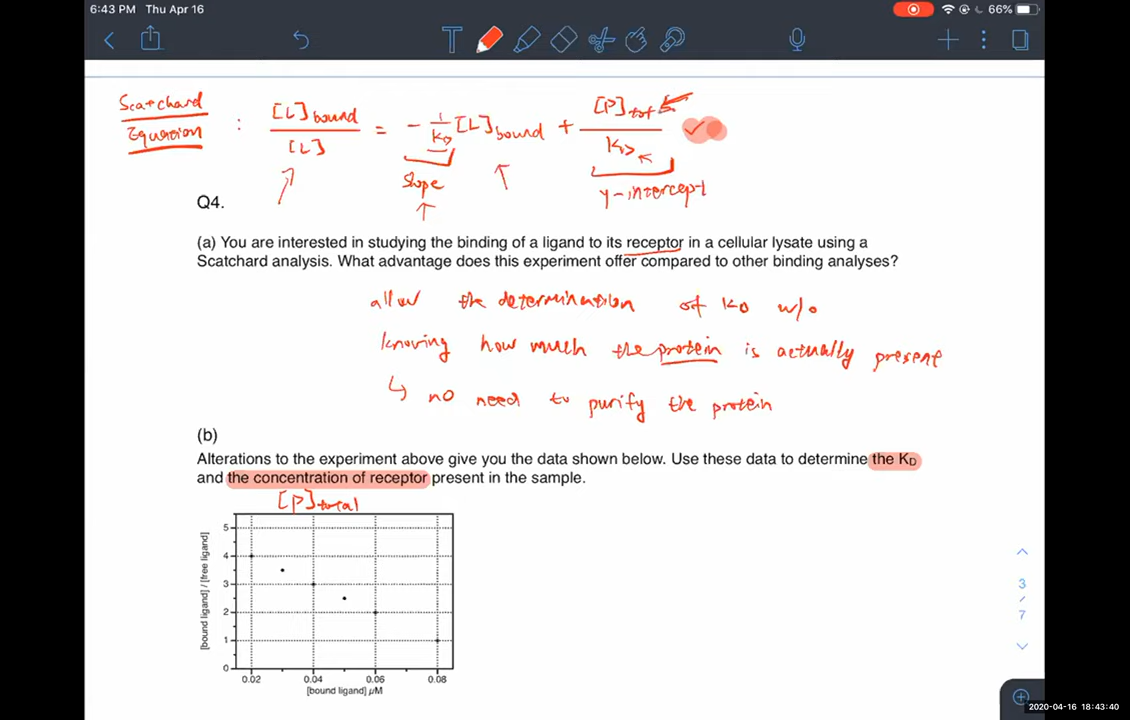 6:43 PM Thu Apr 16
66%
T
Scatchard
Equation : [L]bound / [L] = - 1/KD [L]bound + [P]tot / KD
slope
y-intercept
Q4.
(a) You are interested in studying the binding of a ligand to its receptor in a cellular lysate using a
Scatchard analysis. What advantage does this experiment offer compared to other binding analyses?
allow the determination of KD w/o
knowing how much the protein is actually present
↳ no need to purify the protein
(b)
Alterations to the experiment above give you the data shown below. Use these data to determine the KD
and the concentration of receptor present in the sample.
[P]total
[bound ligand] / [free ligand]
5
4
3
2
1
0
0.02 0.04 0.06 0.08
[bound ligand] µM
3
/
7
2020-04-16 18:43:40